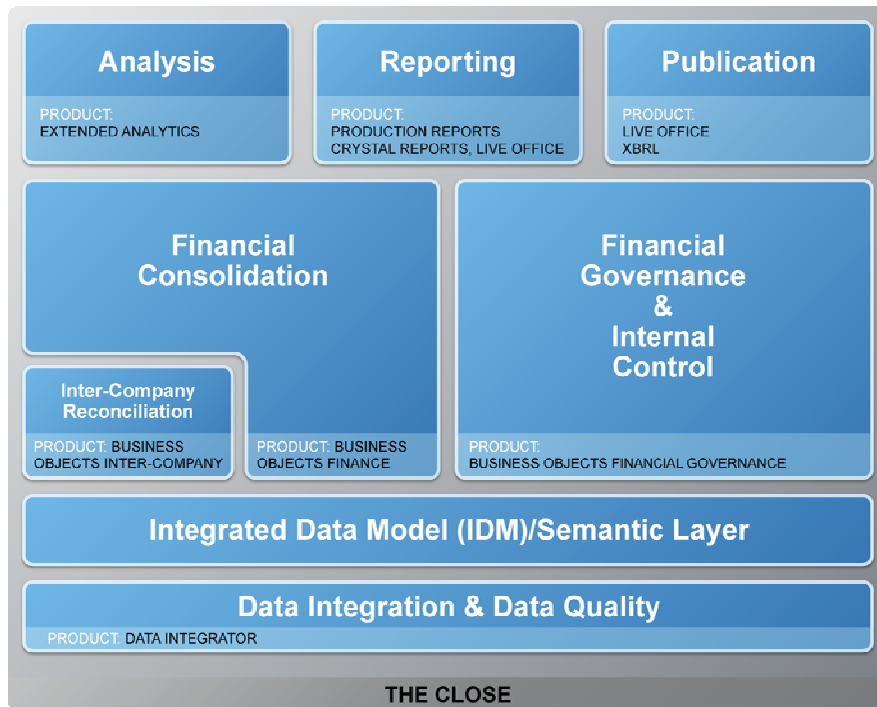 Analysis
PRODUCT:
EXTENDED ANALYTICS
Reporting
PRODUCT:
PRODUCTION REPORTS
CRYSTAL REPORTS, LIVE OFFICE
Publication
PRODUCT:
LIVE OFFICE
XBRL
Financial
Consolidation
Inter-Company
Reconciliation
PRODUCT: BUSINESS
OBJECTS INTER-COMPANY
PRODUCT: BUSINESS
OBJECTS FINANCE
Financial
Governance
&
Internal
Control
PRODUCT:
BUSINESS OBJECTS FINANCIAL GOVERNANCE
Integrated Data Model (IDM)/Semantic Layer
Data Integration & Data Quality
PRODUCT: DATA INTEGRATOR
THE CLOSE